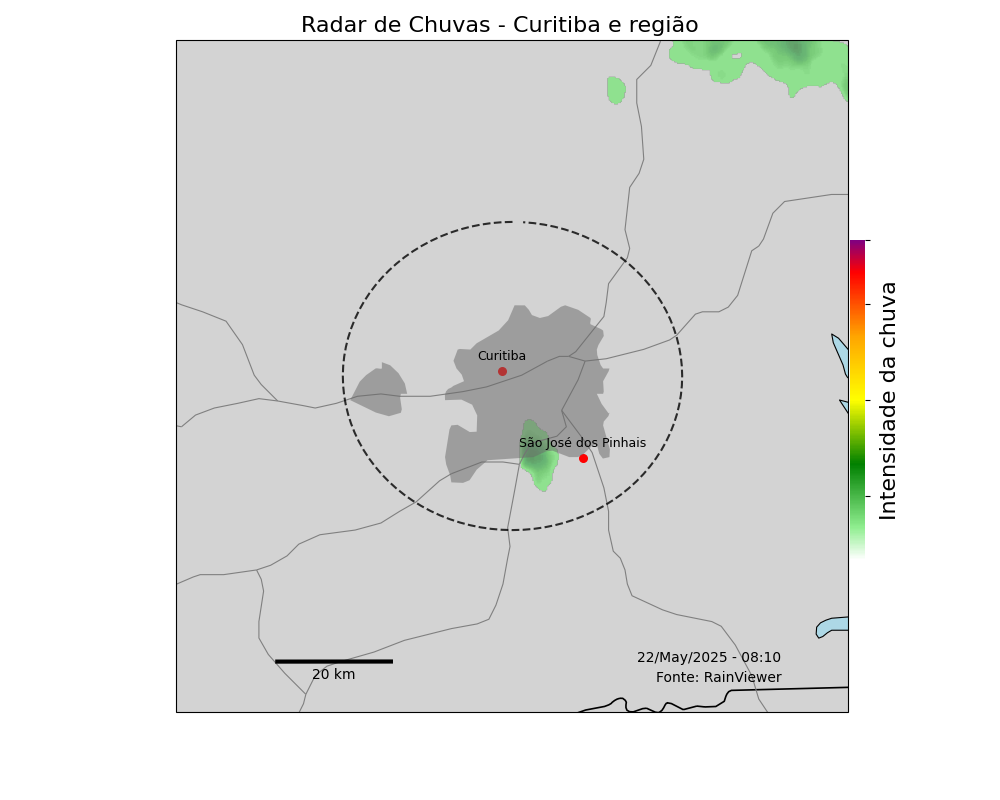 Radar de Chuvas - Curitiba e região
Curitiba
São José dos Pinhais
Intensidade da chuva
22/May/2025 - 08:10
20 km
Fonte: RainViewer